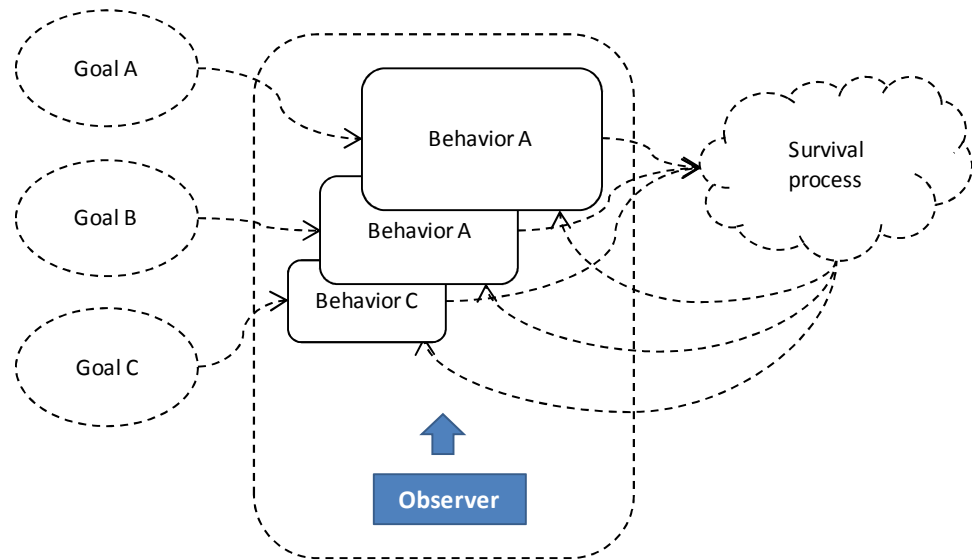 Goal A
Behavior A
Survival
process
Goal B
Behavior A
Behavior C
Goal C
Observer